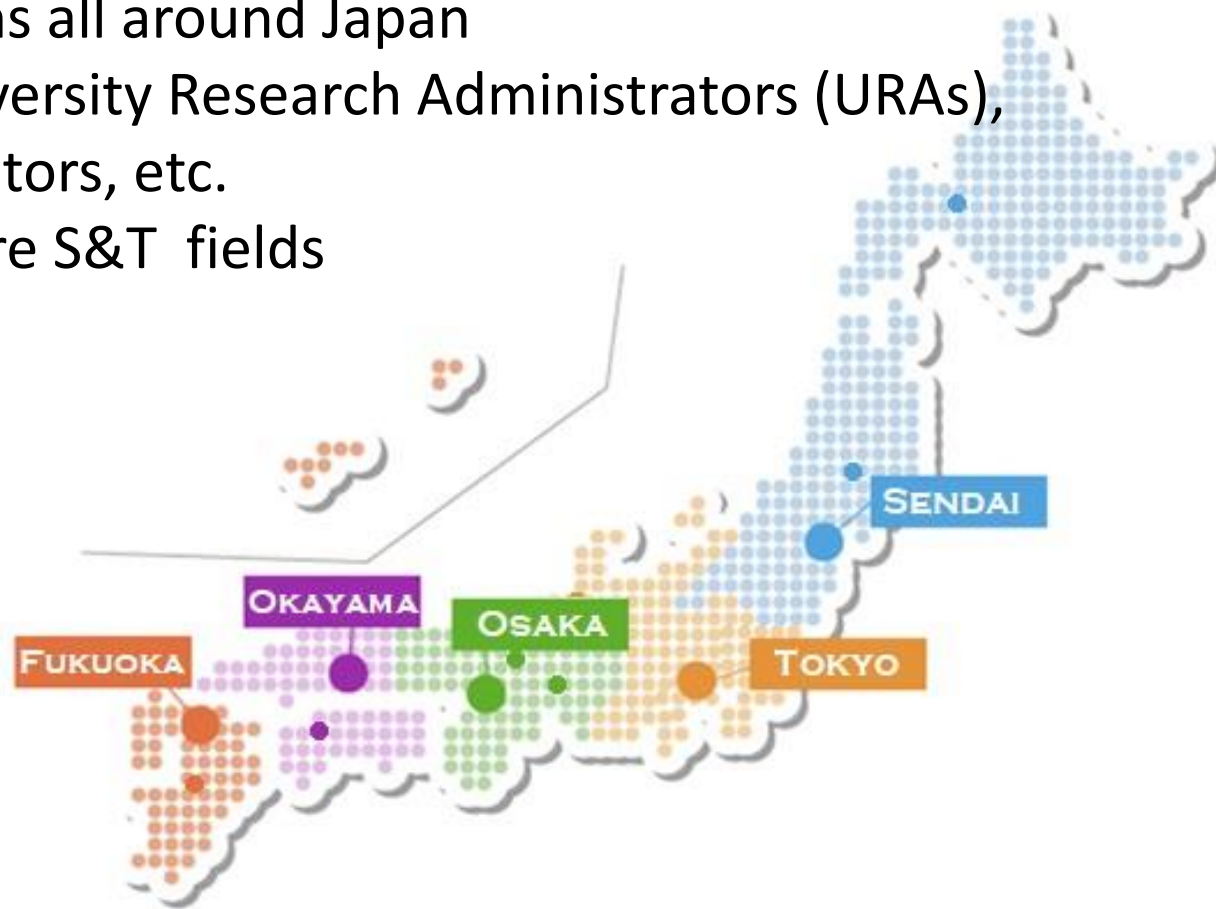 ns all around Japan
versity Research Administrators (URAs),
tors, etc.
re S&T fields
SENDAI
OKAYAMA
OSAKA
FUKUOKA
TOKYO